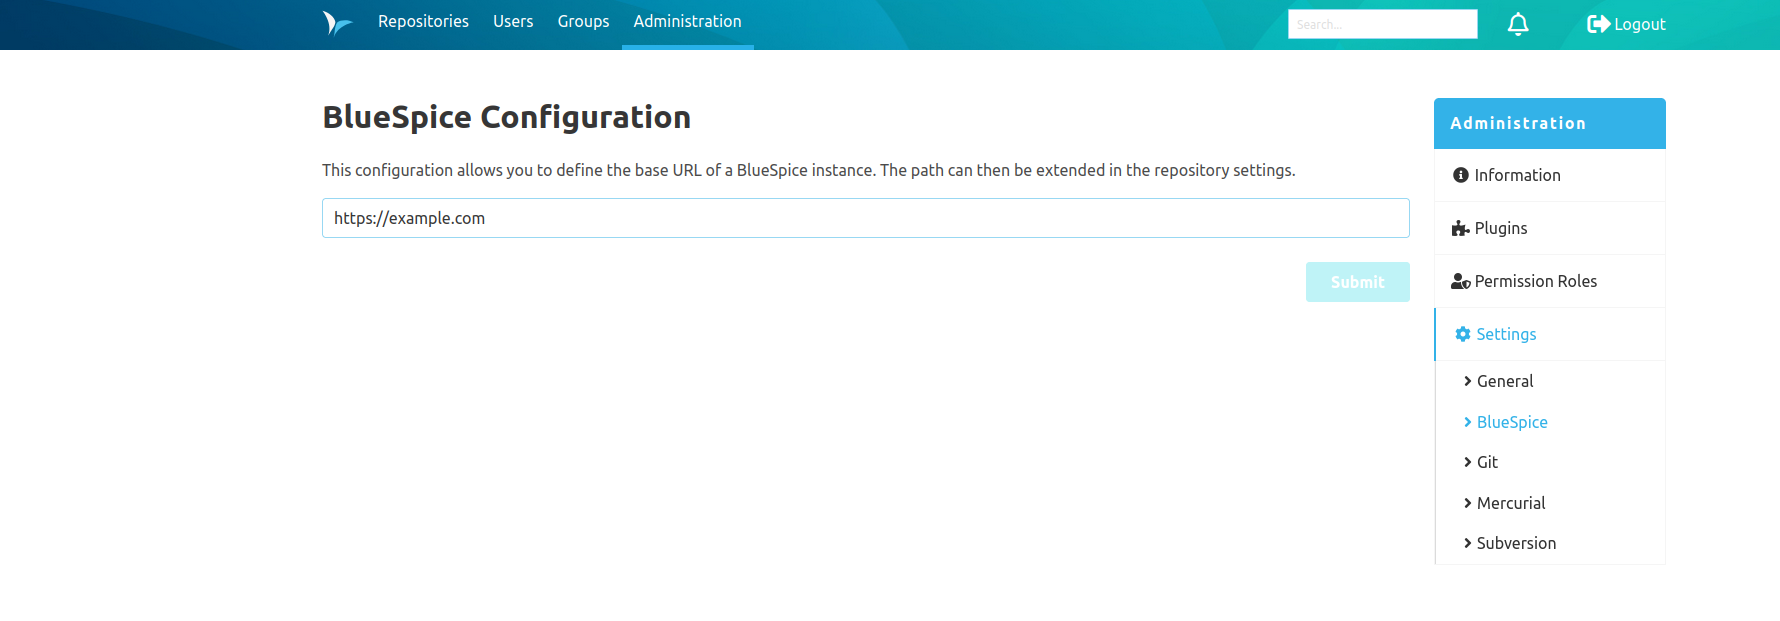 Repositories Users Groups Administration Search... Logout
BlueSpice Configuration
This configuration allows you to define the base URL of a BlueSpice instance. The path can then be extended in the repository settings.
https://example.com
Submit
Administration
Information
Plugins
Permission Roles
Settings
General
BlueSpice
Git
Mercurial
Subversion